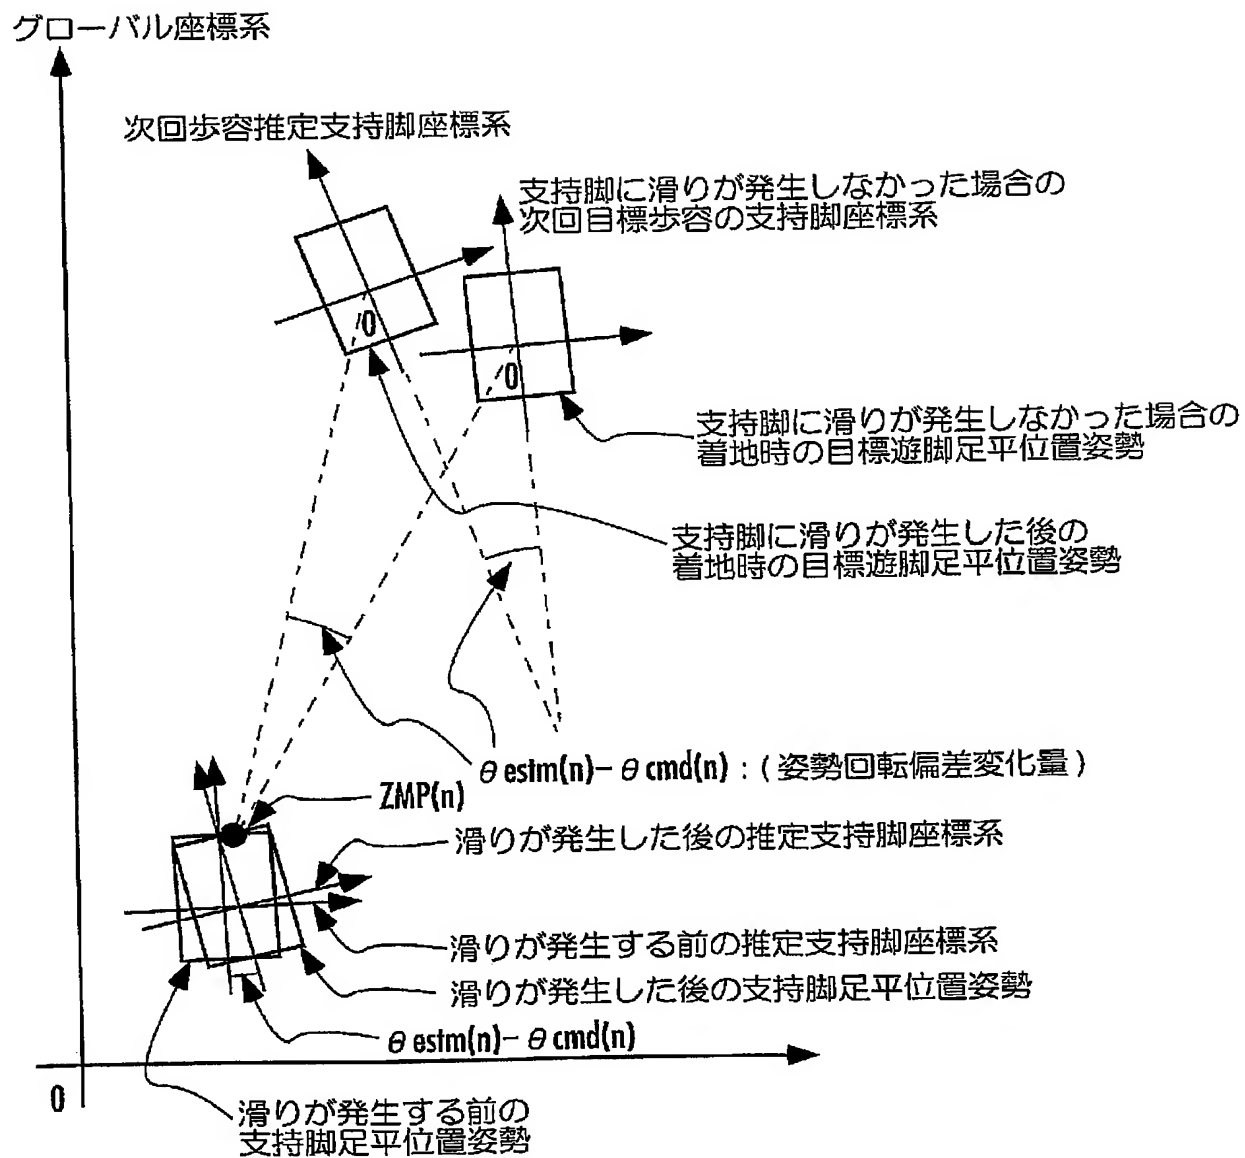 グローバル座標系
次回歩容推定支持脚座標系
支持脚に滑りが発生しなかった場合の
次回目標歩容の支持脚座標系
0
0
支持脚に滑りが発生しなかった場合の
着地時の目標遊脚足平位置姿勢
支持脚に滑りが発生した後の
着地時の目標遊脚足平位置姿勢
θ estm(n)− θ cmd(n) : ( 姿勢回転偏差変化量 )
ZMP(n)
滑りが発生した後の推定支持脚座標系
滑りが発生する前の推定支持脚座標系
滑りが発生した後の支持脚足平位置姿勢
θ estm(n)− θ cmd(n)
0
滑りが発生する前の
支持脚足平位置姿勢